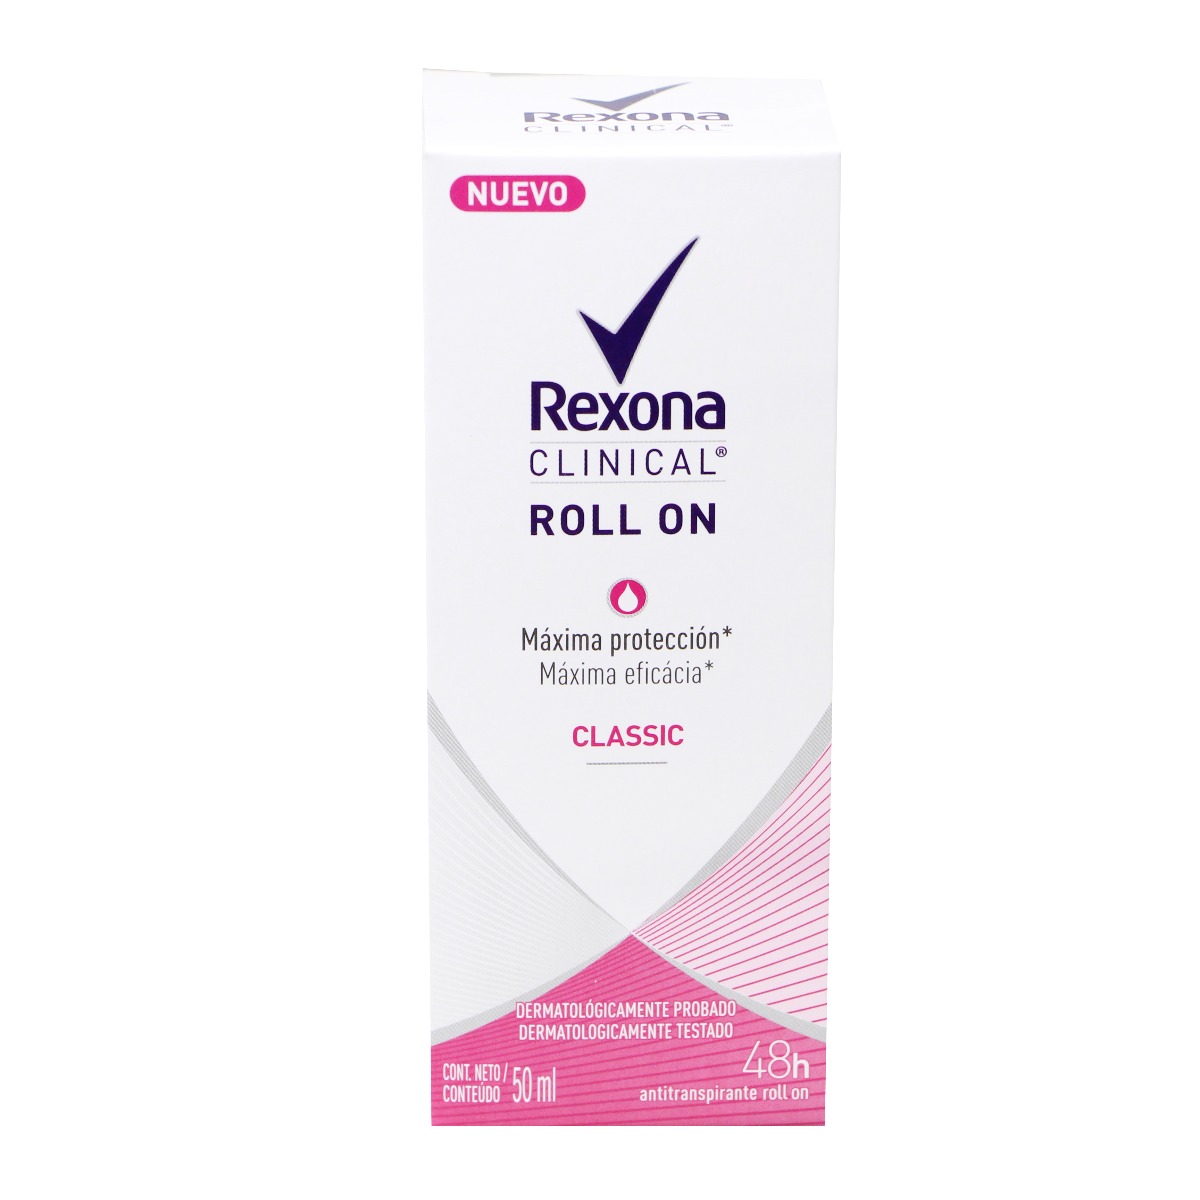 Rexona
CLINICAL®
NUEVO
Rexona
CLINICAL®
ROLL ON
Máxima protección*
Máxima eficácia*
CLASSIC
DERMATOLÓGICAMENTE PROBADO
DERMATOLOGICAMENTE TESTADO
48h
antitranspirante roll on
CONT. NETO /
CONTEÚDO 50 ml